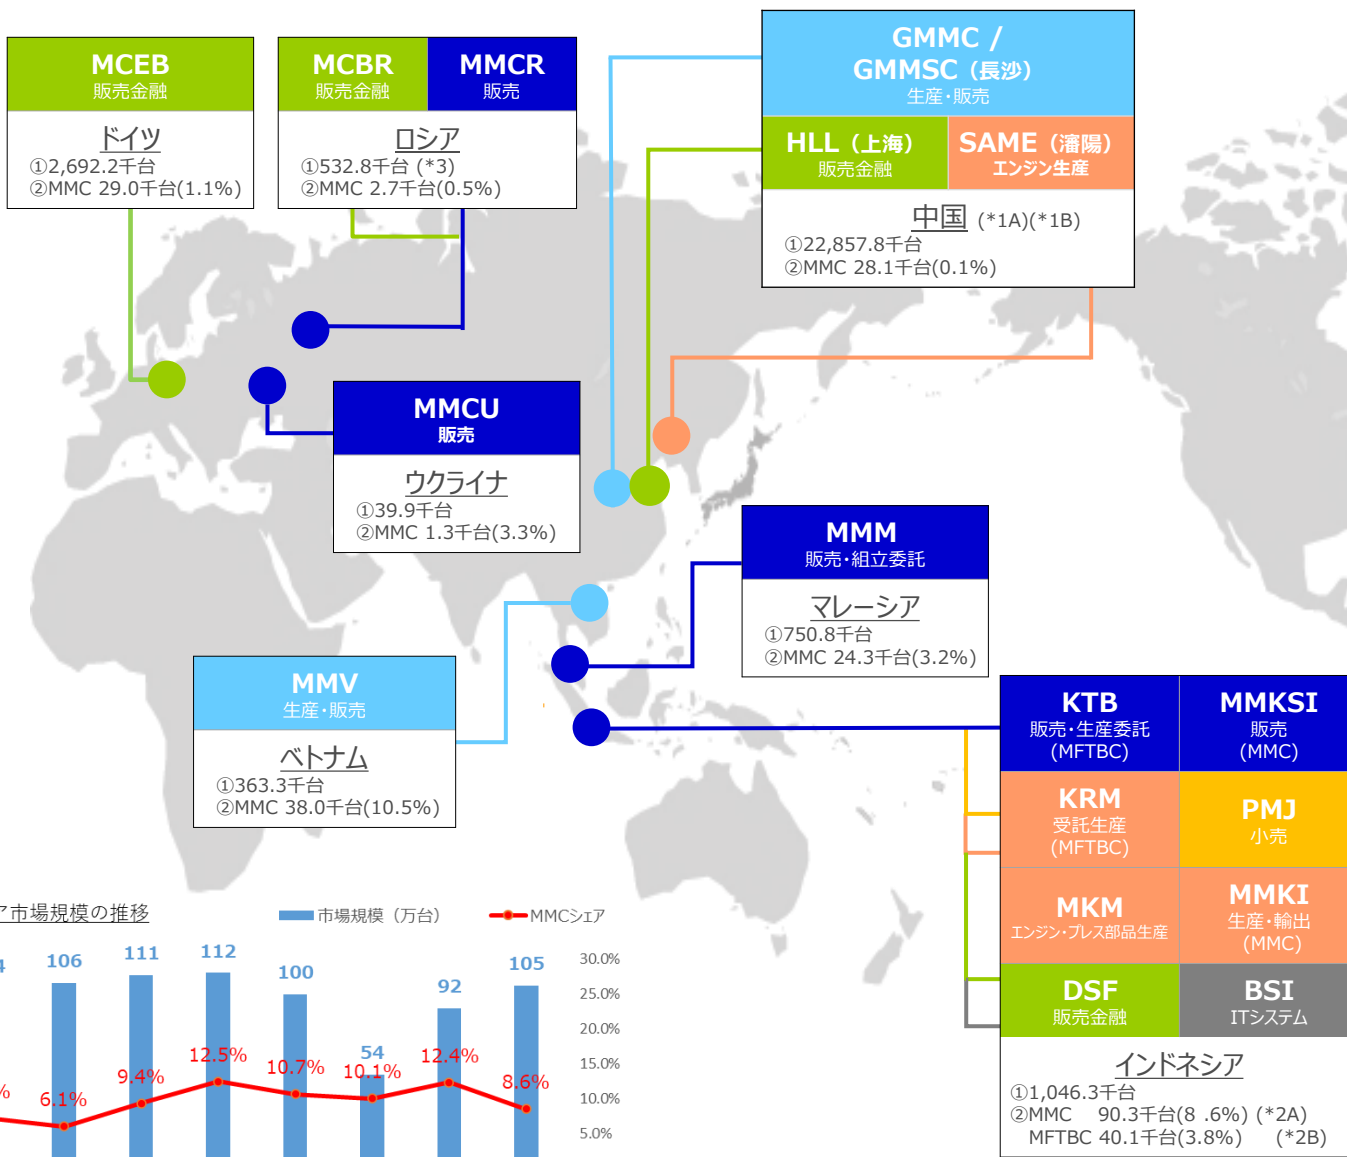 MCEB
販売金融
ドイツ
①2,692.2千台
②MMC 29.0千台(1.1%)
MCBR
販売金融
MMCR
販売
ロシア
①532.8千台 (*3)
②MMC 2.7千台(0.5%)
GMMC /
GMMSC（長沙）
生産・販売
HLL（上海）
販売金融
SAME（瀋陽）
エンジン生産
中国 (*1A)(*1B)
①22,857.8千台
②MMC 28.1千台(0.1%)
MMCU
販売
ウクライナ
①39.9千台
②MMC 1.3千台(3.3%)
MMM
販売・組立委託
マレーシア
①750.8千台
②MMC 24.3千台(3.2%)
MMV
生産・販売
ベトナム
①363.3千台
②MMC 38.0千台(10.5%)
KTB
販売・生産委託
(MFTBC)
MMKSI
販売
(MMC)
KRM
受託生産
(MFTBC)
PMJ
小売
MKM
エンジン・プレス部品生産
MMKI
生産・輸出
(MMC)
DSF
販売金融
BSI
ITシステム
インドネシア
①1,046.3千台
②MMC 90.3千台(8 .6%) (*2A)
MFTBC 40.1千台(3.8%) (*2B)
ア市場規模の推移
市場規模（万台）
MMCシェア
4
106
111
112
100
54
92
105
%
6.1%
9.4%
12.5%
10.7%
10.1%
12.4%
8.6%
30.0%
25.0%
20.0%
15.0%
10.0%
5.0%